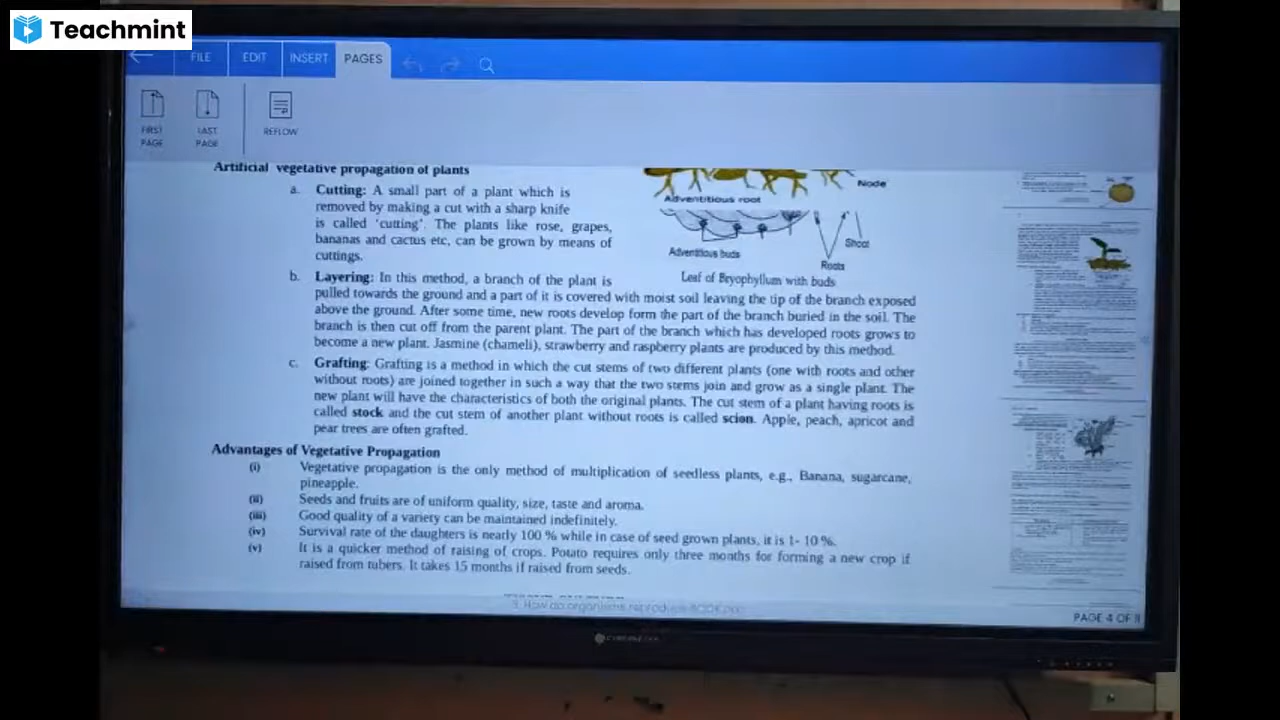 Teachmint
FILE
EDIT
INSERT
PAGES
FIRST
PAGE
LAST
PAGE
REFLOW
Artificial vegetative propagation of plants
a. Cutting: A small part of a plant which is
removed by making a cut with a sharp knife
is called 'cutting'. The plants like rose, grapes,
bananas and cactus etc, can be grown by means of
cuttings.
Node
Adventitious root
Adventitious buds
Shoot
Roots
Leaf of Bryophyllum with buds
b. Layering: In this method, a branch of the plant is
pulled towards the ground and a part of it is covered with moist soil leaving the tip of the branch exposed
above the ground. After some time, new roots develop form the part of the branch buried in the soil. The
branch is then cut off from the parent plant. The part of the branch which has developed roots grows to
become a new plant. Jasmine (chameli), strawberry and raspberry plants are produced by this method.
c. Grafting: Grafting is a method in which the cut stems of two different plants (one with roots and other
without roots) are joined together in such a way that the two stems join and grow as a single plant. The
new plant will have the characteristics of both the original plants. The cut stem of a plant having roots is
called stock and the cut stem of another plant without roots is called scion. Apple, peach, apricot and
pear trees are often grafted.
Advantages of Vegetative Propagation
(i) Vegetative propagation is the only method of multiplication of seedless plants, e.g., Banana, sugarcane,
pineapple.
(ii) Seeds and fruits are of uniform quality, size, taste and aroma.
(iii) Good quality of a variety can be maintained indefinitely.
(iv) Survival rate of the daughters is nearly 100 % while in case of seed grown plants, it is 1- 10 %.
(v) It is a quicker method of raising of crops. Potato requires only three months for forming a new crop if
raised from tubers. It takes 15 months if raised from seeds.
How do organisms reproduce
PAGE 4 OF 11